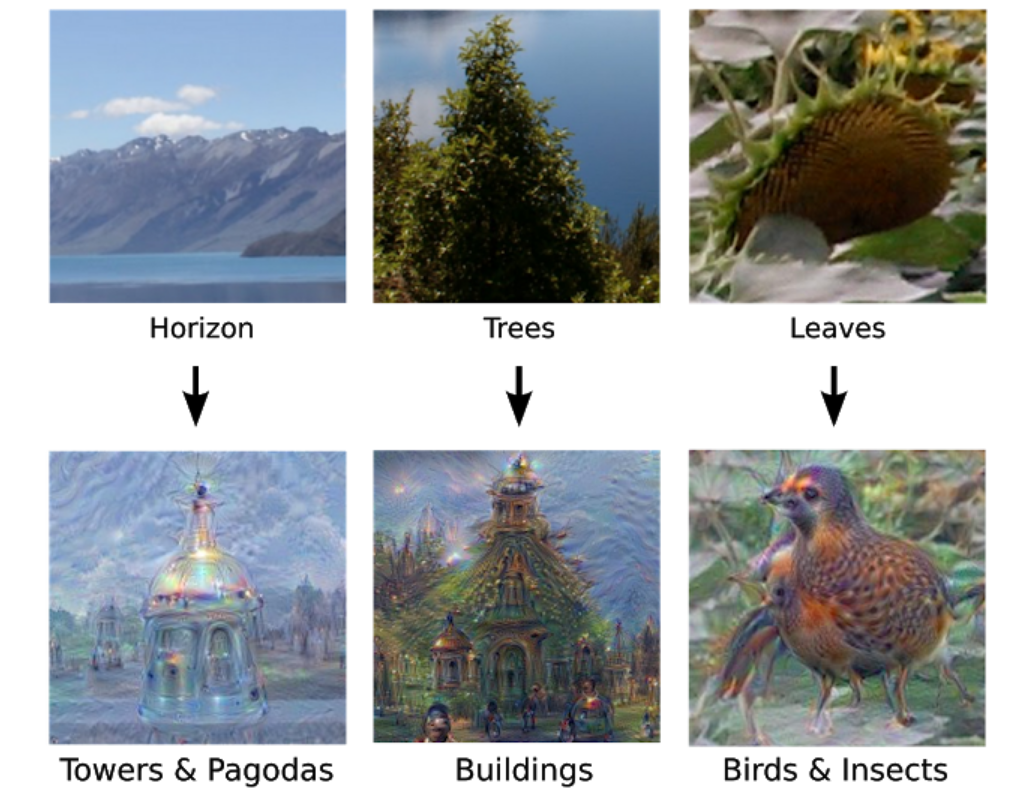 Horizon
Trees
Leaves
Towers & Pagodas
Buildings
Birds & Insects